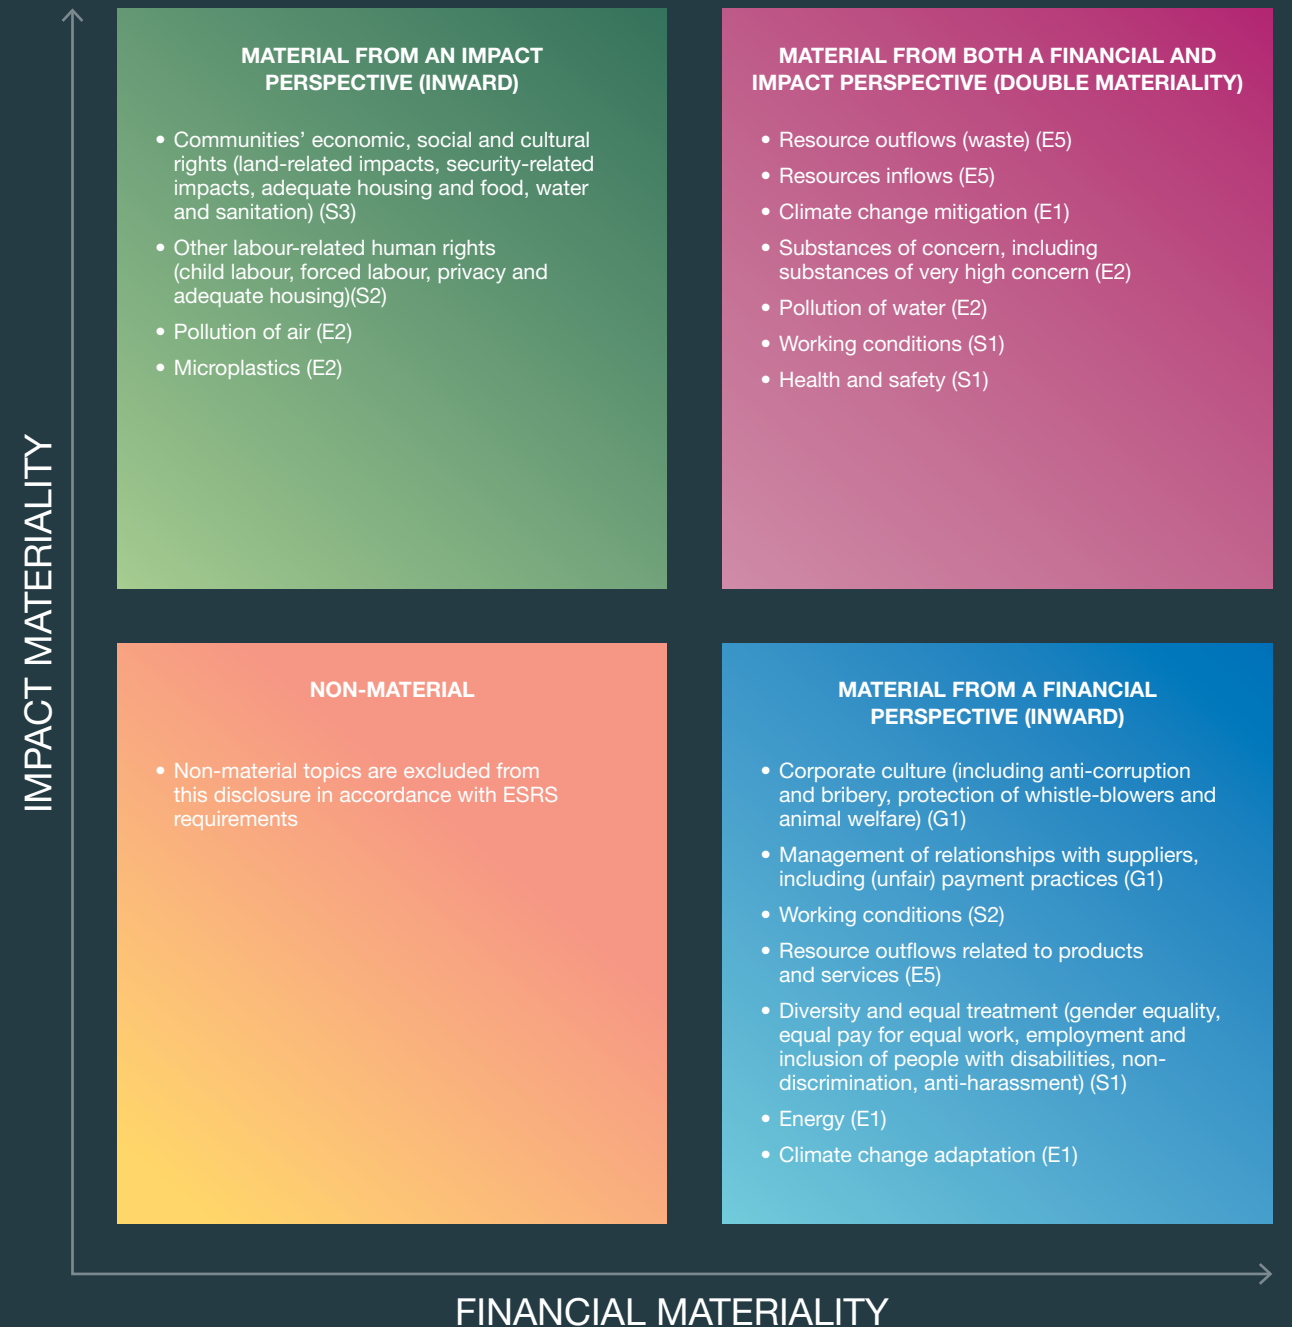 IMPACT MATERIALITY
MATERIAL FROM AN IMPACT
PERSPECTIVE (INWARD)
• Communities’ economic, social and cultural
rights (land-related impacts, security-related
impacts, adequate housing and food, water
and sanitation) (S3)
• Other labour-related human rights
(child labour, forced labour, privacy and
adequate housing)(S2)
• Pollution of air (E2)
• Microplastics (E2)
MATERIAL FROM BOTH A FINANCIAL AND
IMPACT PERSPECTIVE (DOUBLE MATERIALITY)
• Resource outflows (waste) (E5)
• Resources inflows (E5)
• Climate change mitigation (E1)
• Substances of concern, including
substances of very high concern (E2)
• Pollution of water (E2)
• Working conditions (S1)
• Health and safety (S1)
NON-MATERIAL
• Non-material topics are excluded from
this disclosure in accordance with ESRS
requirements
MATERIAL FROM A FINANCIAL
PERSPECTIVE (INWARD)
• Corporate culture (including anti-corruption
and bribery, protection of whistle-blowers and
animal welfare) (G1)
• Management of relationships with suppliers,
including (unfair) payment practices (G1)
• Working conditions (S2)
• Resource outflows related to products
and services (E5)
• Diversity and equal treatment (gender equality,
equal pay for equal work, employment and
inclusion of people with disabilities, non-
discrimination, anti-harassment) (S1)
• Energy (E1)
• Climate change adaptation (E1)
FINANCIAL MATERIALITY